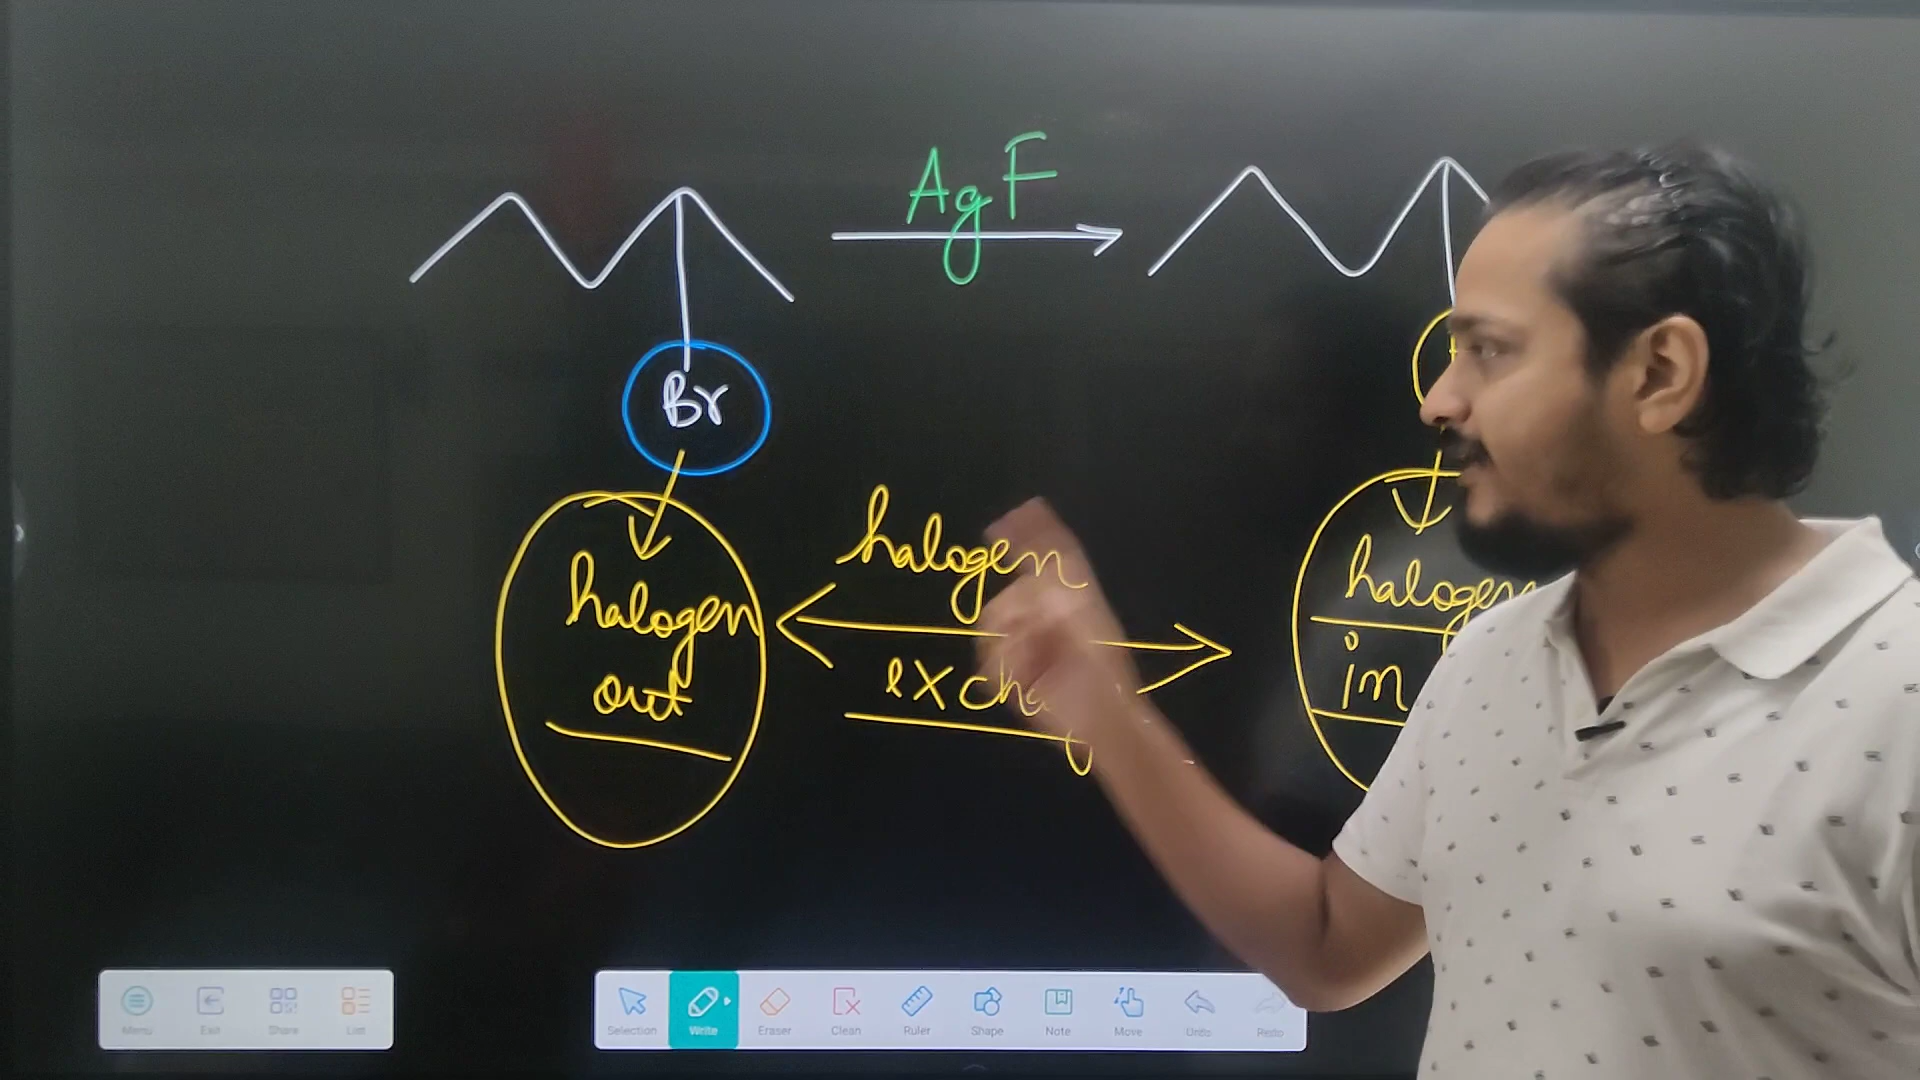 AgF
Br
halogen
out
halogen
halogen
in
Menu
Exit
Share
List
Selection
Write
Eraser
Clean
Ruler
Shape
Note
Move
Undo
Redo